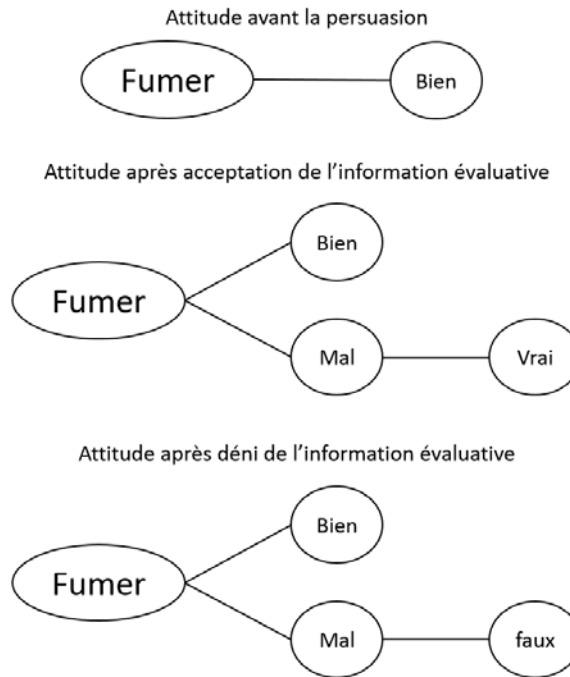 Attitude avant la persuasion
Fumer
Bien
Attitude après acceptation de l'information évaluative
Bien
Fumer
Mal
Vrai
Attitude après déni de l'information évaluative
Bien
Fumer
Mal
faux